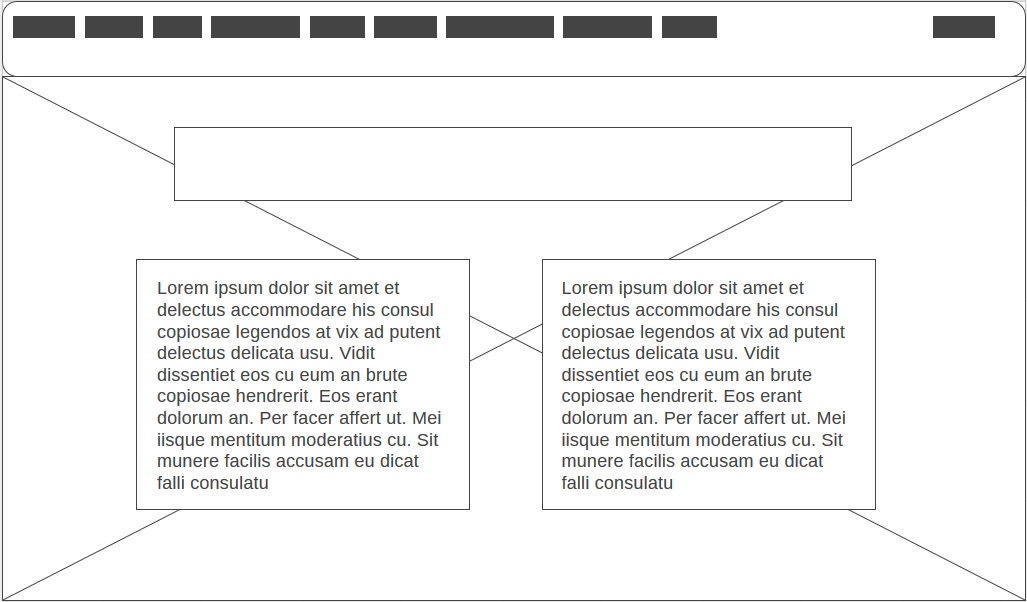 Lorem ipsum dolor sit amet et
delectus accommodare his consul
copiosae legendos at vix ad putent
delectus delicata usu. Vidit
dissentiet eos cu eum an brute
copiosae hendrerit. Eos erant
dolorum an. Per facer affert ut. Mei
iisque mentitum moderatius cu. Sit
munere facilis accusam eu dicat
falli consulatu
Lorem ipsum dolor sit amet et
delectus accommodare his consul
copiosae legendos at vix ad putent
delectus delicata usu. Vidit
dissentiet eos cu eum an brute
copiosae hendrerit. Eos erant
dolorum an. Per facer affert ut. Mei
iisque mentitum moderatius cu. Sit
munere facilis accusam eu dicat
falli consulatu